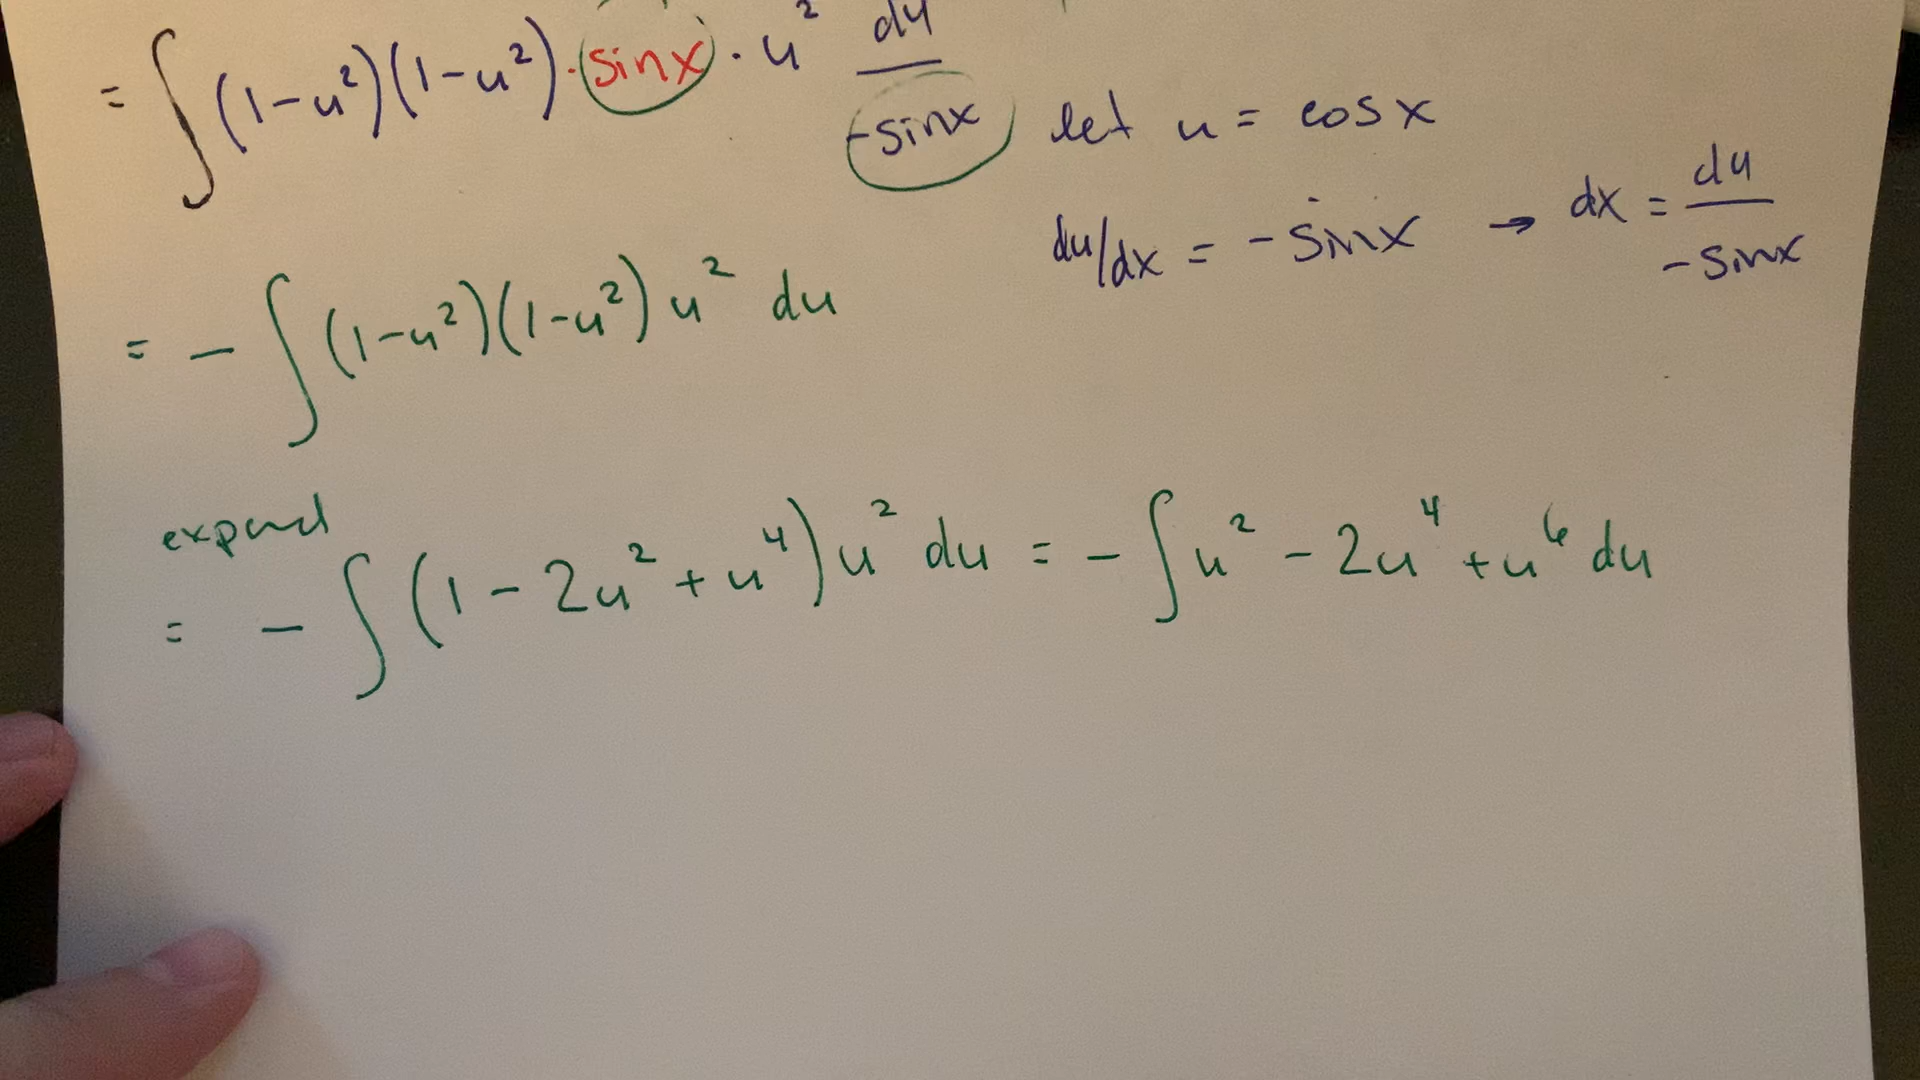 = ∫ (1-u²)(1-u²) · sinx · u² du/-sinx
let u = cosx
du/dx = -sinx → dx = du/-sinx
= - ∫ (1-u²)(1-u²) u² du
expand
= - ∫ (1 - 2u² + u⁴) u² du = - ∫ u² - 2u⁴ + u⁶ du